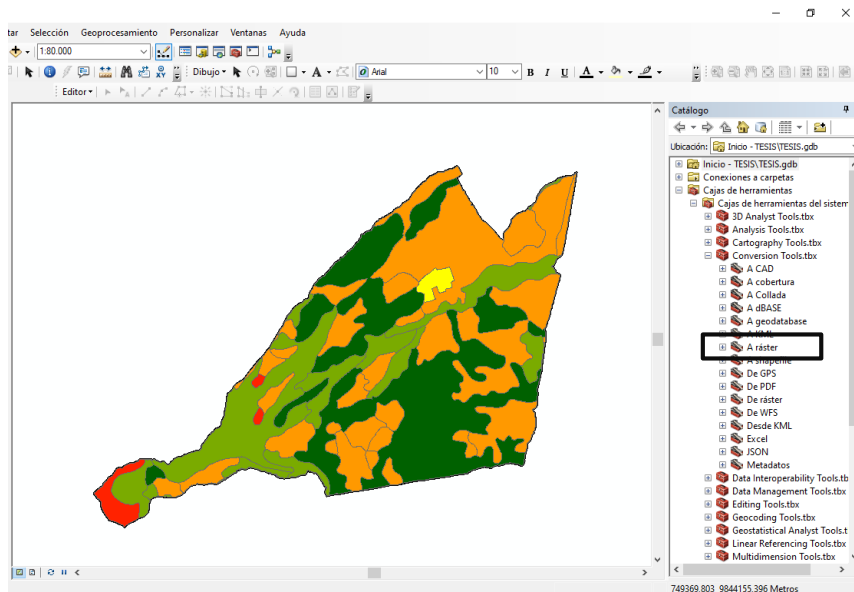 tar Selección Geoprocesamiento Personalizar Ventanas Ayuda
1:80.000
Dibujo Arial 10 B I U A
Editor
Catálogo
Ubicación: Inicio - TESIS\TESIS.gdb
Inicio - TESIS\TESIS.gdb
Conexiones a carpetas
Cajas de herramientas
Cajas de herramientas del sistem
3D Analyst Tools.tbx
Analysis Tools.tbx
Cartography Tools.tbx
Conversion Tools.tbx
A CAD
A cobertura
A Collada
A dBASE
A geodatabase
A KML
A ráster
A shapefile
De GPS
De PDF
De ráster
De WFS
Desde KML
Excel
JSON
Metadatos
Data Interoperability Tools.tb
Data Management Tools.tbx
Editing Tools.tbx
Geocoding Tools.tbx
Geostatistical Analyst Tools.t
Linear Referencing Tools.tbx
Multidimension Tools.tbx
749369,803 9844155,396 Metros